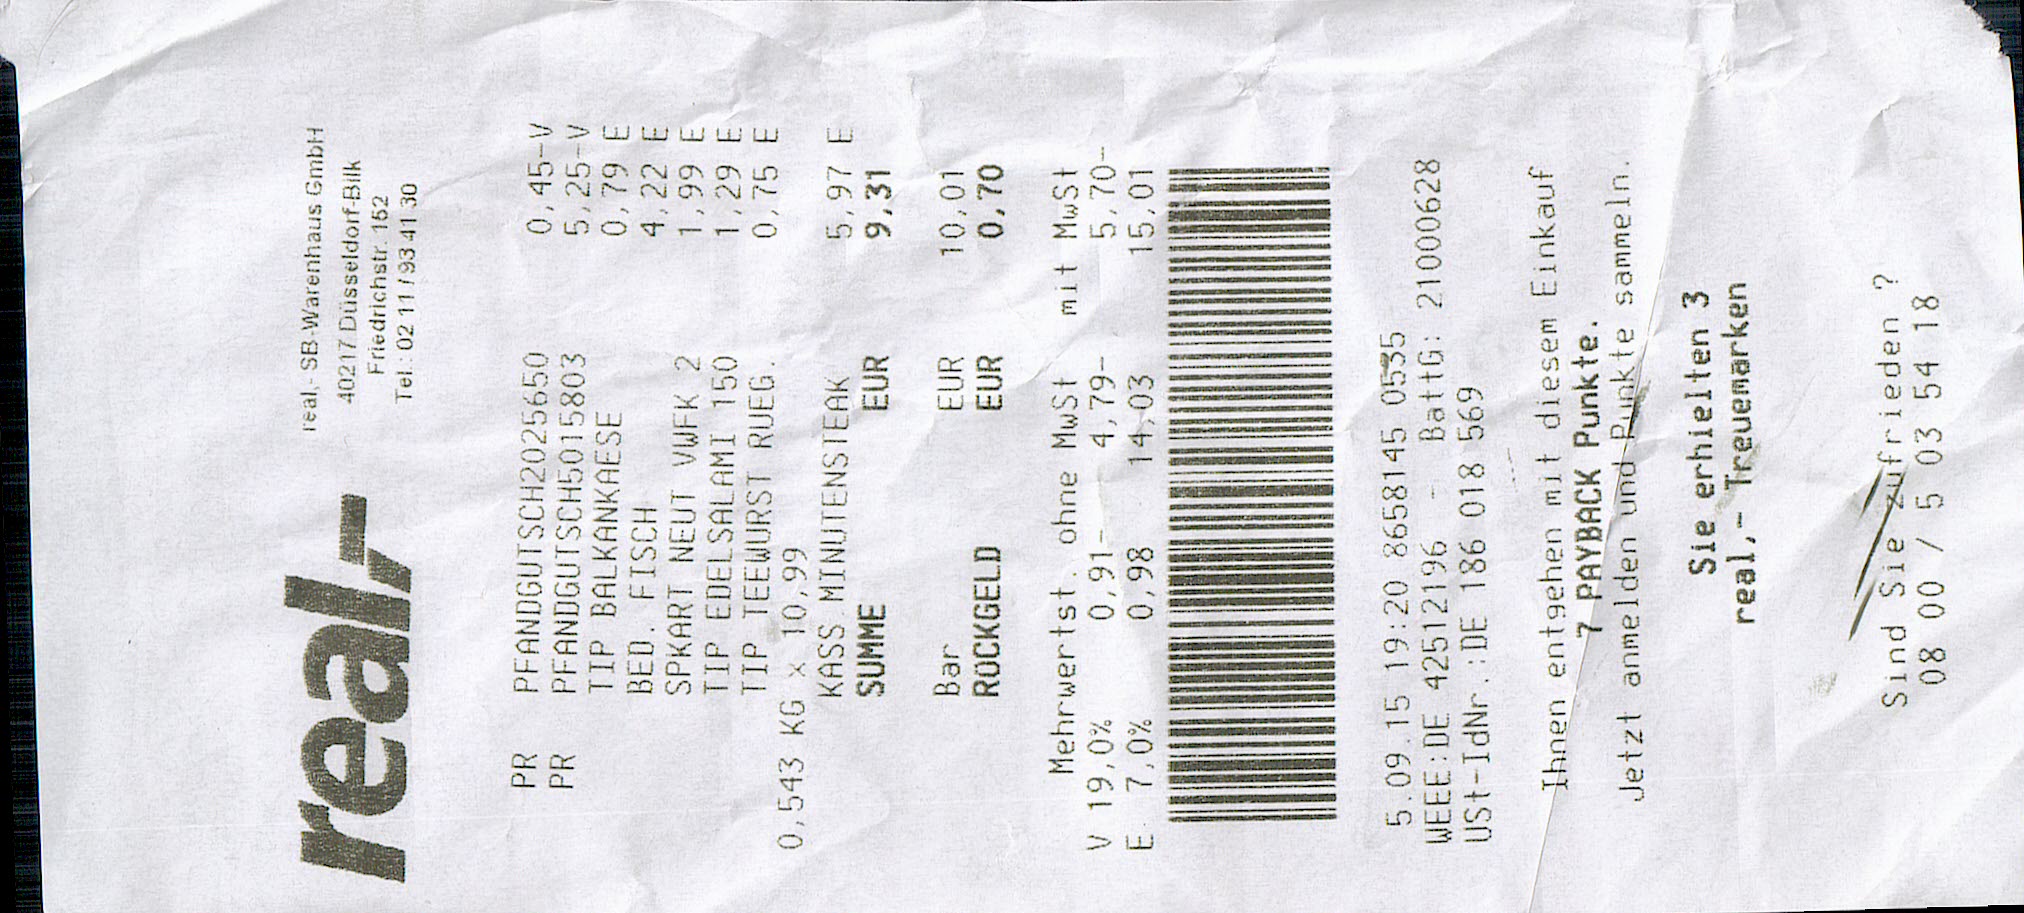 real,-
real,- SB-Warenhaus GmbH
40217 Düsseldorf-Bilk
Friedrichstr. 152
Tel.: 02 11 / 93 41 30
PR PFANDGUTSCH2025650 0,45-V
PR PFANDGUTSCH5015803 5,25-V
TIP BALKANKAESE 0,79 E
BED. FISCH 4,22 E
SPKART NEUT VWFK 2 1,99 E
TIP EDELSALAMI 150 1,29 E
TIP TEEWURST RUEG. 0,75 E
0,543 KG x 10,99
KASS.MINUTENSTEAK 5,97 E
SUMME EUR 9,31
Bar EUR 10,01
RÜCKGELD EUR 0,70
Mehrwertst. ohne MwSt mit MwSt
V 19,0% 0,91- 4,79- 5,70-
E 7,0% 0,98 14,03 15,01
5.09.15 19:20 8658145 0535
WEEE:DE 42512196 - BattG: 21000628
USt-IdNr.:DE 186 018 569
Ihnen entgehen mit diesem Einkauf
7 PAYBACK Punkte.
Jetzt anmelden und Punkte sammeln.
Sie erhielten 3
real,- Treuemarken
Sind Sie zufrieden ?
08 00 / 5 03 54 18